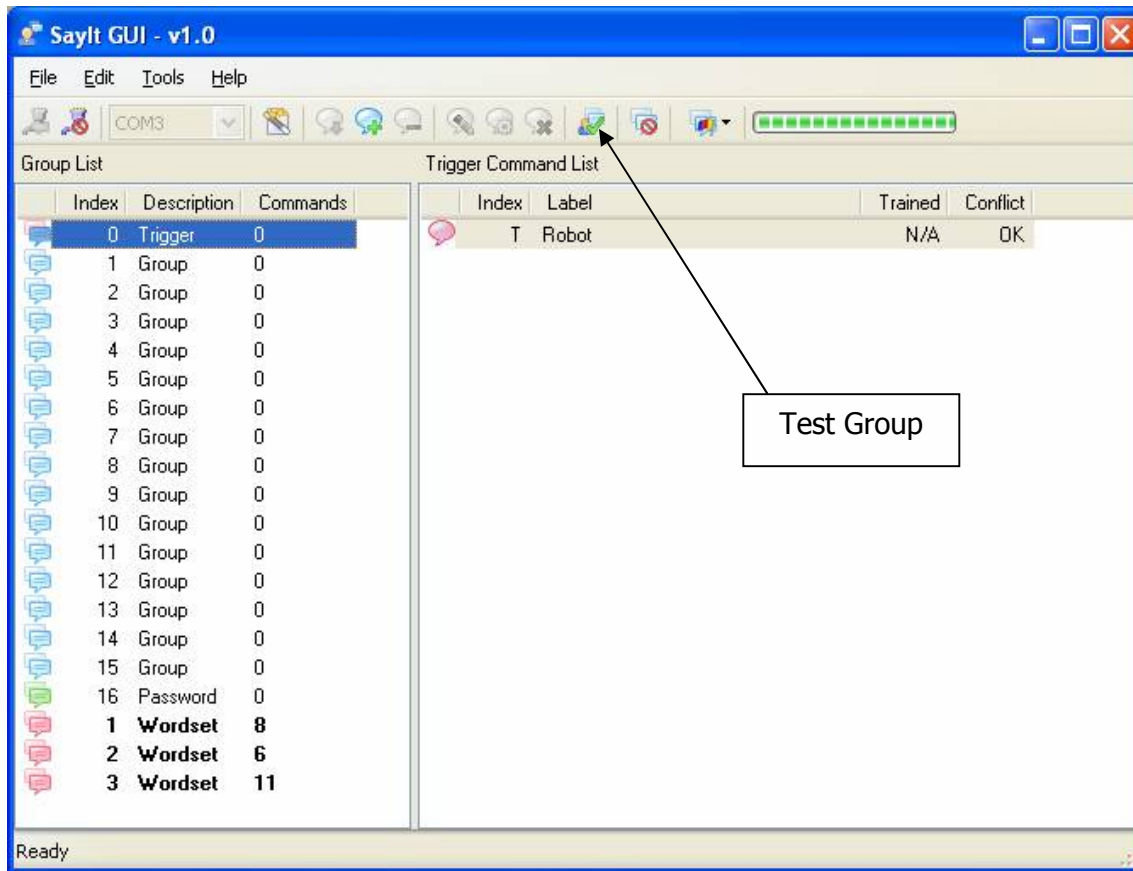 SayIt GUI - v1.0
File Edit Tools Help
COM3
Group List
Trigger Command List
Index Description Commands
Index Label Trained Conflict
0 Trigger 0
T Robot N/A OK
1 Group 0
2 Group 0
3 Group 0
4 Group 0
5 Group 0
6 Group 0
7 Group 0
8 Group 0
9 Group 0
10 Group 0
11 Group 0
12 Group 0
13 Group 0
14 Group 0
15 Group 0
16 Password 0
1 Wordset 8
2 Wordset 6
3 Wordset 11
Test Group
Ready